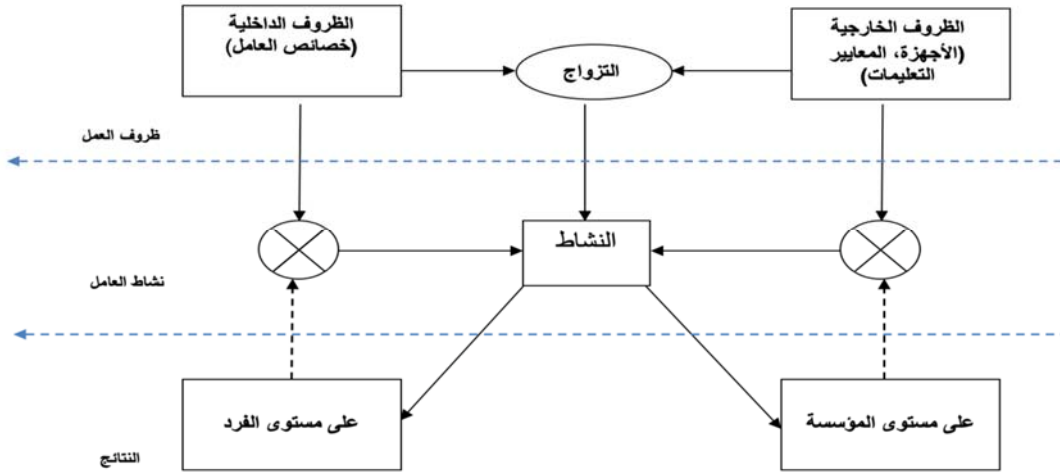 الظروف الخارجية
(الأجهزة، المعايير
التعليمات)
التزواج
الظروف الداخلية
(خصائص العامل)
ظروف العمل
النشاط
نشاط العامل
على مستوى المؤسسة
على مستوى الفرد
النتائج